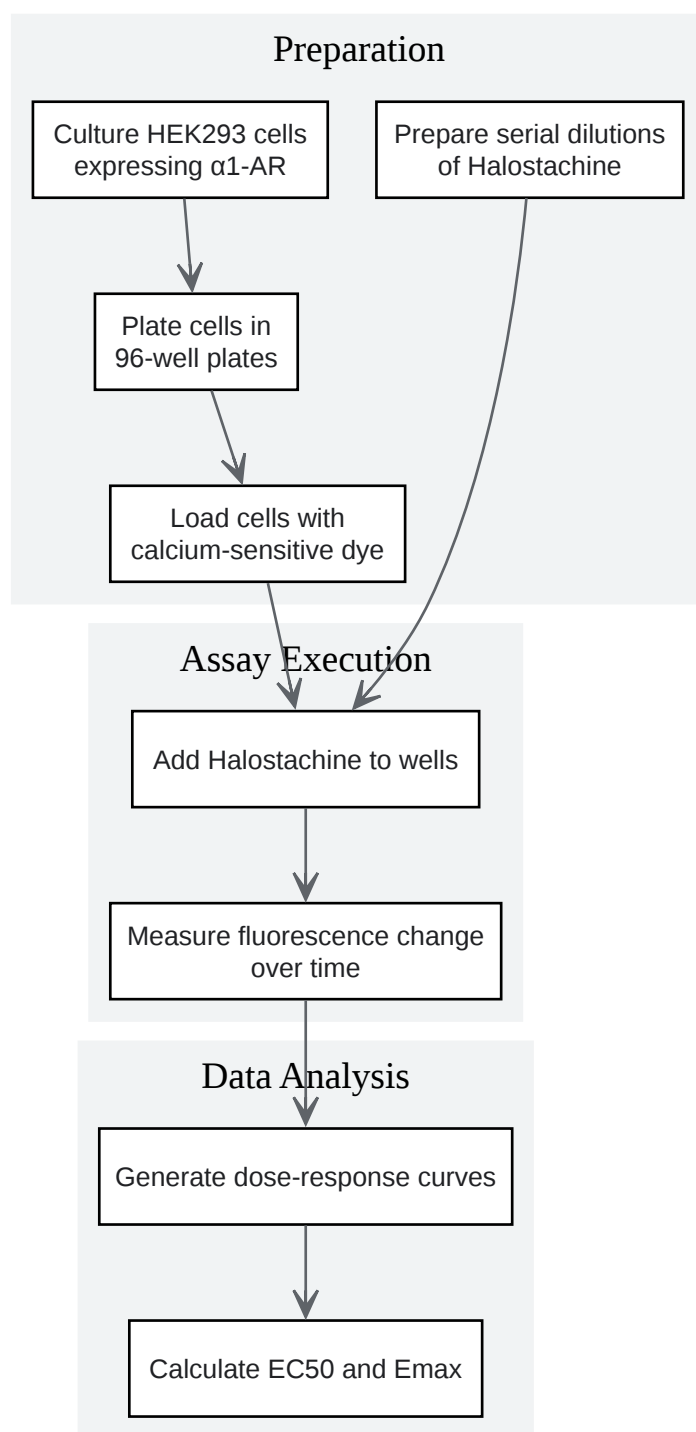 Preparation
Culture HEK293 cells
expressing α1-AR
Prepare serial dilutions
of Halostachine
Plate cells in
96-well plates
Load cells with
calcium-sensitive dye
Assay Execution
Add Halostachine to wells
Measure fluorescence change
over time
Data Analysis
Generate dose-response curves
Calculate EC50 and Emax